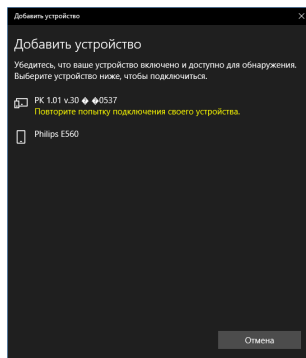 Добавить устройство
Добавить устройство
Убедитесь, что ваше устройство включено и доступно для обнаружения.
Выберите устройство ниже, чтобы подключиться.
РК 1.01 v.30 � �0537
Повторите попытку подключения своего устройства.
Philips E560
Отмена